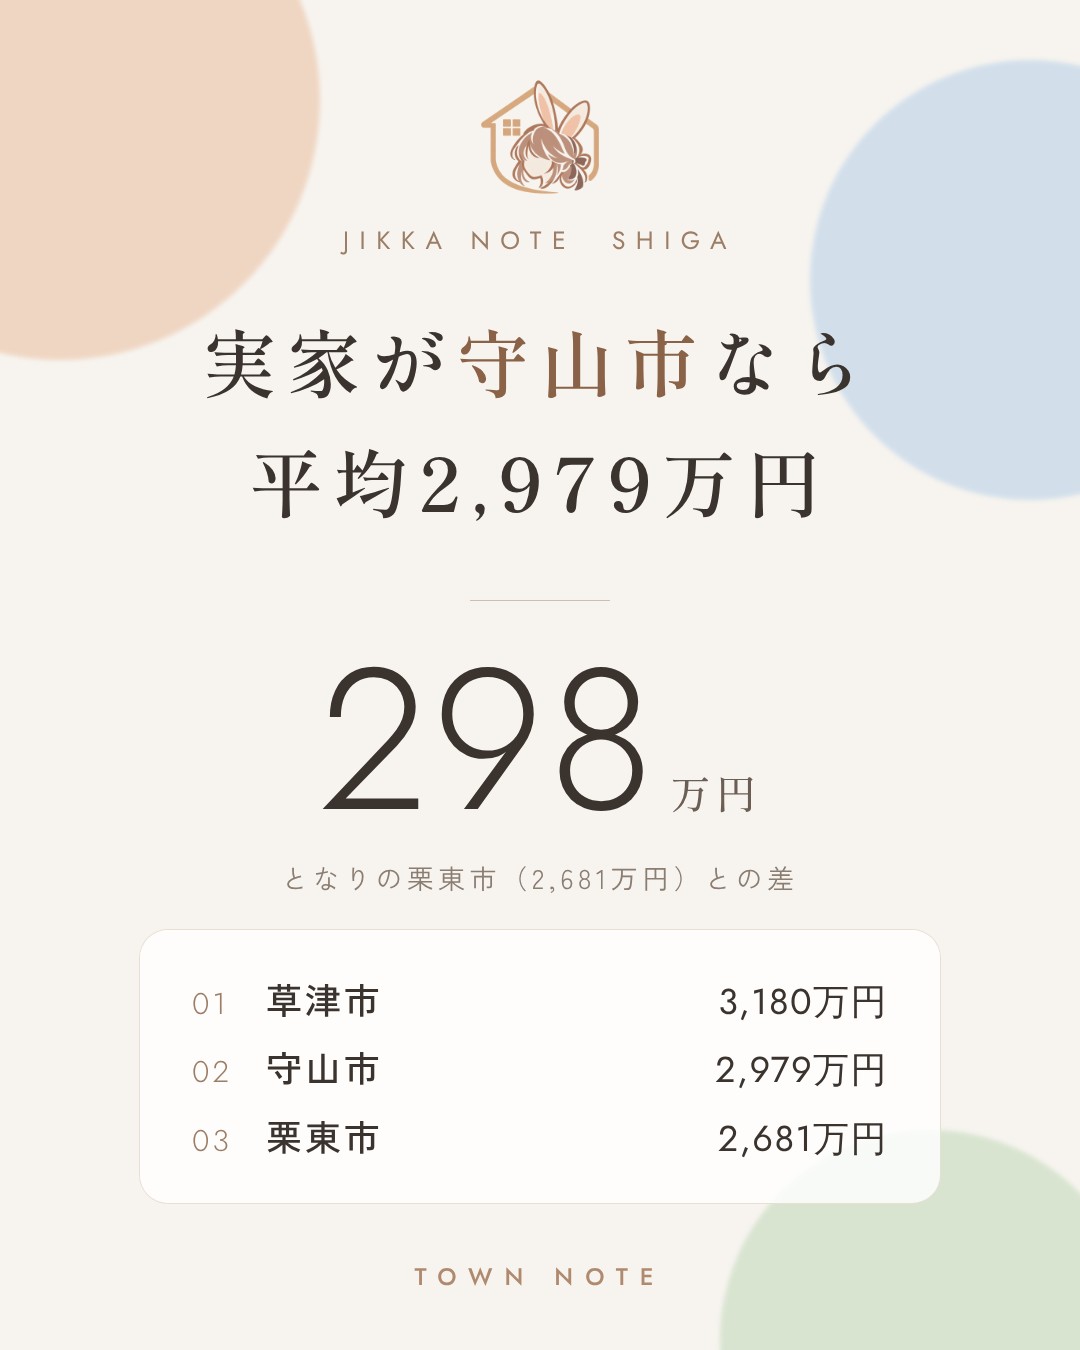 JIKKA NOTE SHIGA
実家が守山市なら
平均2,979万円
298万円
となりの栗東市（2,681万円）との差
01 草津市 3,180万円
02 守山市 2,979万円
03 栗東市 2,681万円
TOWN NOTE